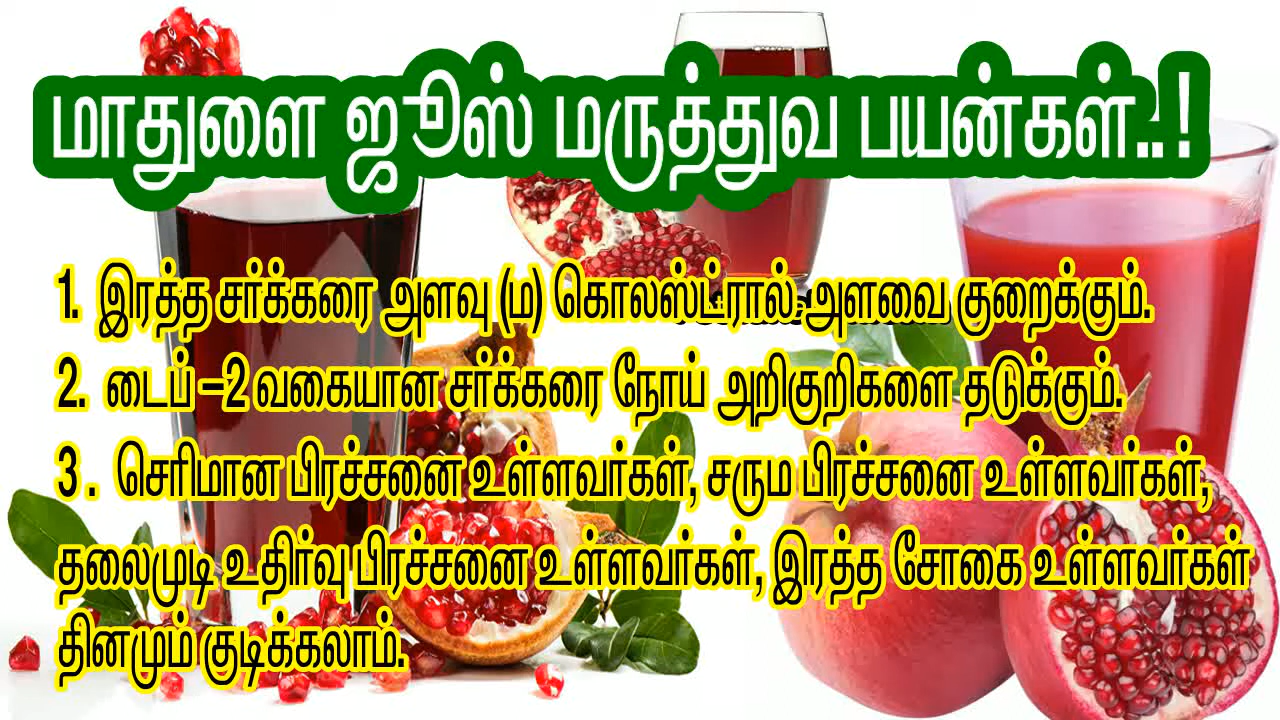 மாதுளை ஜூஸ் மருத்துவ பயன்கள்..!
1. இரத்த சர்க்கரை அளவு (ம) கொலஸ்ட்ரால் அளவை குறைக்கும்.
2. டைப் –2 வகையான சர்க்கரை நோய் அறிகுறிகளை தடுக்கும்.
3 . செரிமான பிரச்சனை உள்ளவர்கள், சரும பிரச்சனை உள்ளவர்கள்,
தலைமுடி உதிர்வு பிரச்சனை உள்ளவர்கள், இரத்த சோகை உள்ளவர்கள்
தினமும் குடிக்கலாம்.